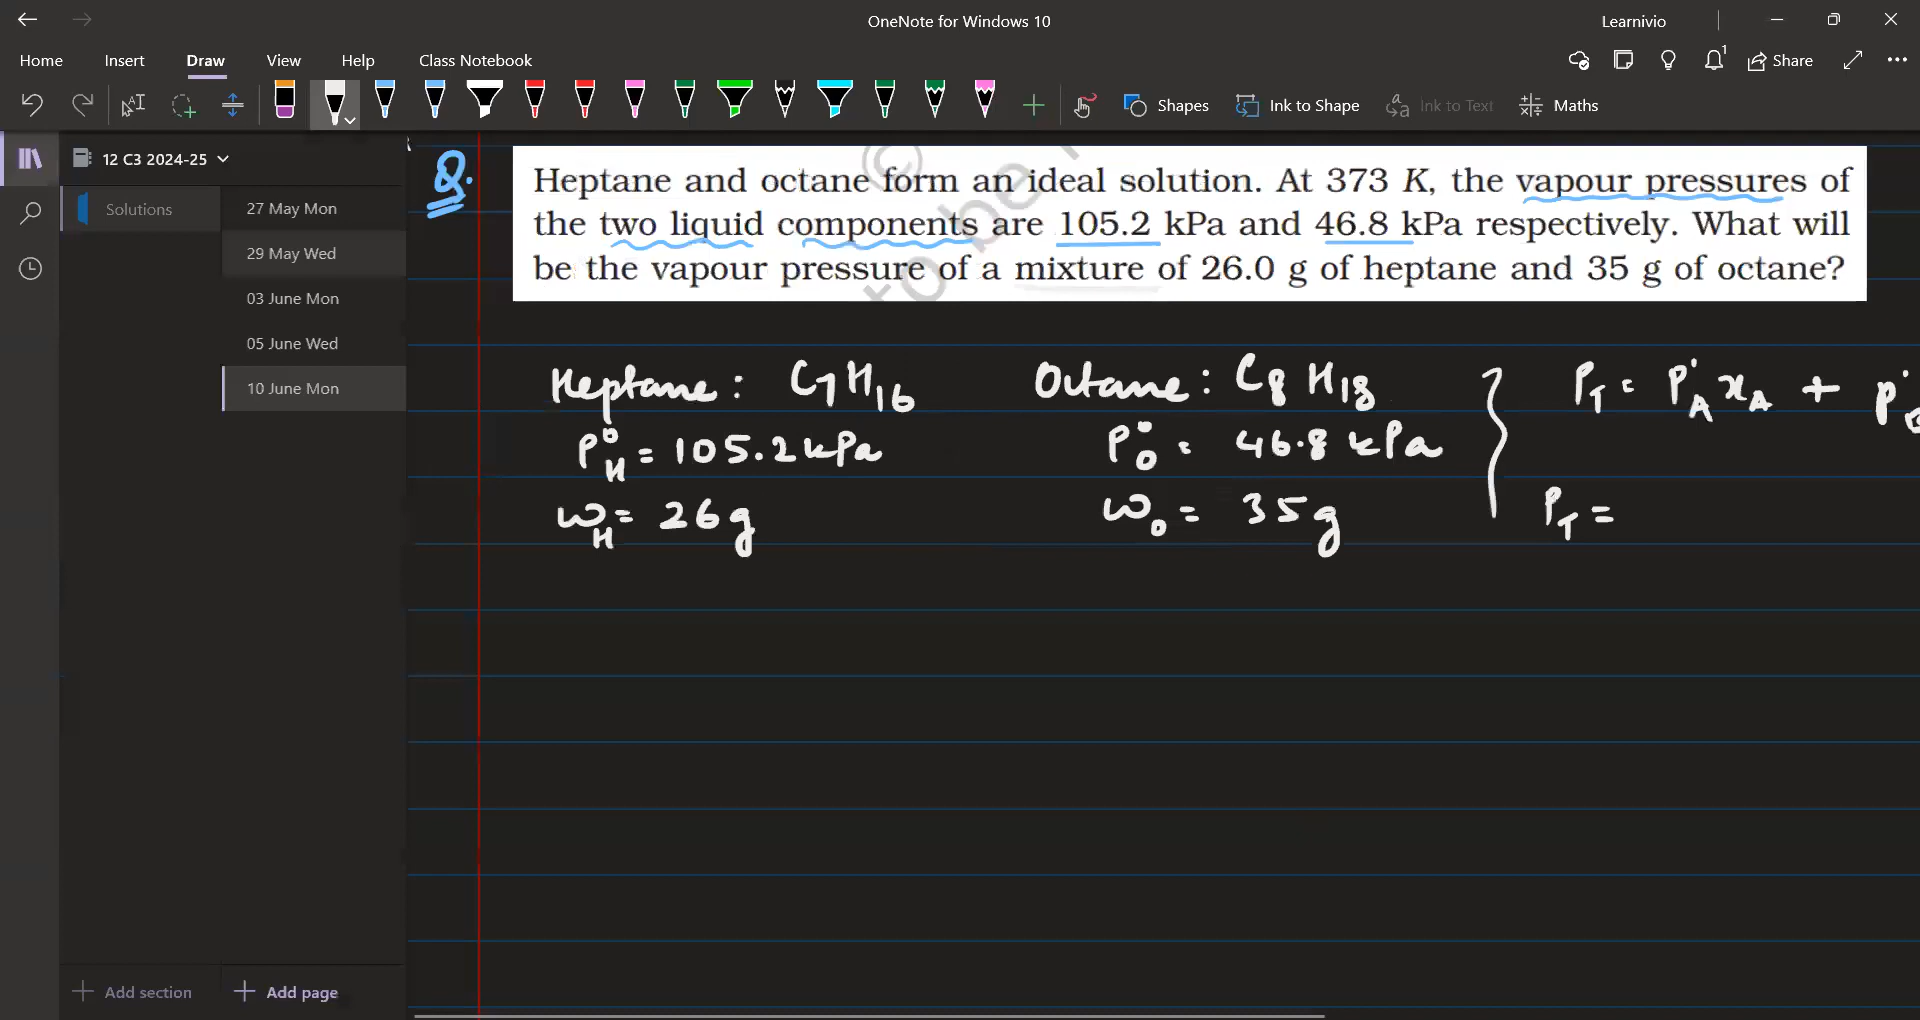 OneNote for Windows 10
Learnivio
Home Insert Draw View Help Class Notebook
1
Share
Shapes Ink to Shape Ink to Text Maths
12 C3 2024-25
Solutions
27 May Mon
29 May Wed
03 June Mon
05 June Wed
10 June Mon
Q.
Heptane and octane form an ideal solution. At 373 K, the vapour pressures of
the two liquid components are 105.2 kPa and 46.8 kPa respectively. What will
be the vapour pressure of a mixture of 26.0 g of heptane and 35 g of octane?
©
to be
Heptane : C7H16 Octane : C8H18 PT = P°A xA + P°
P°H = 105.2 kPa P°O = 46.8 kPa
wH = 26g wO = 35g PT =
Add section
Add page